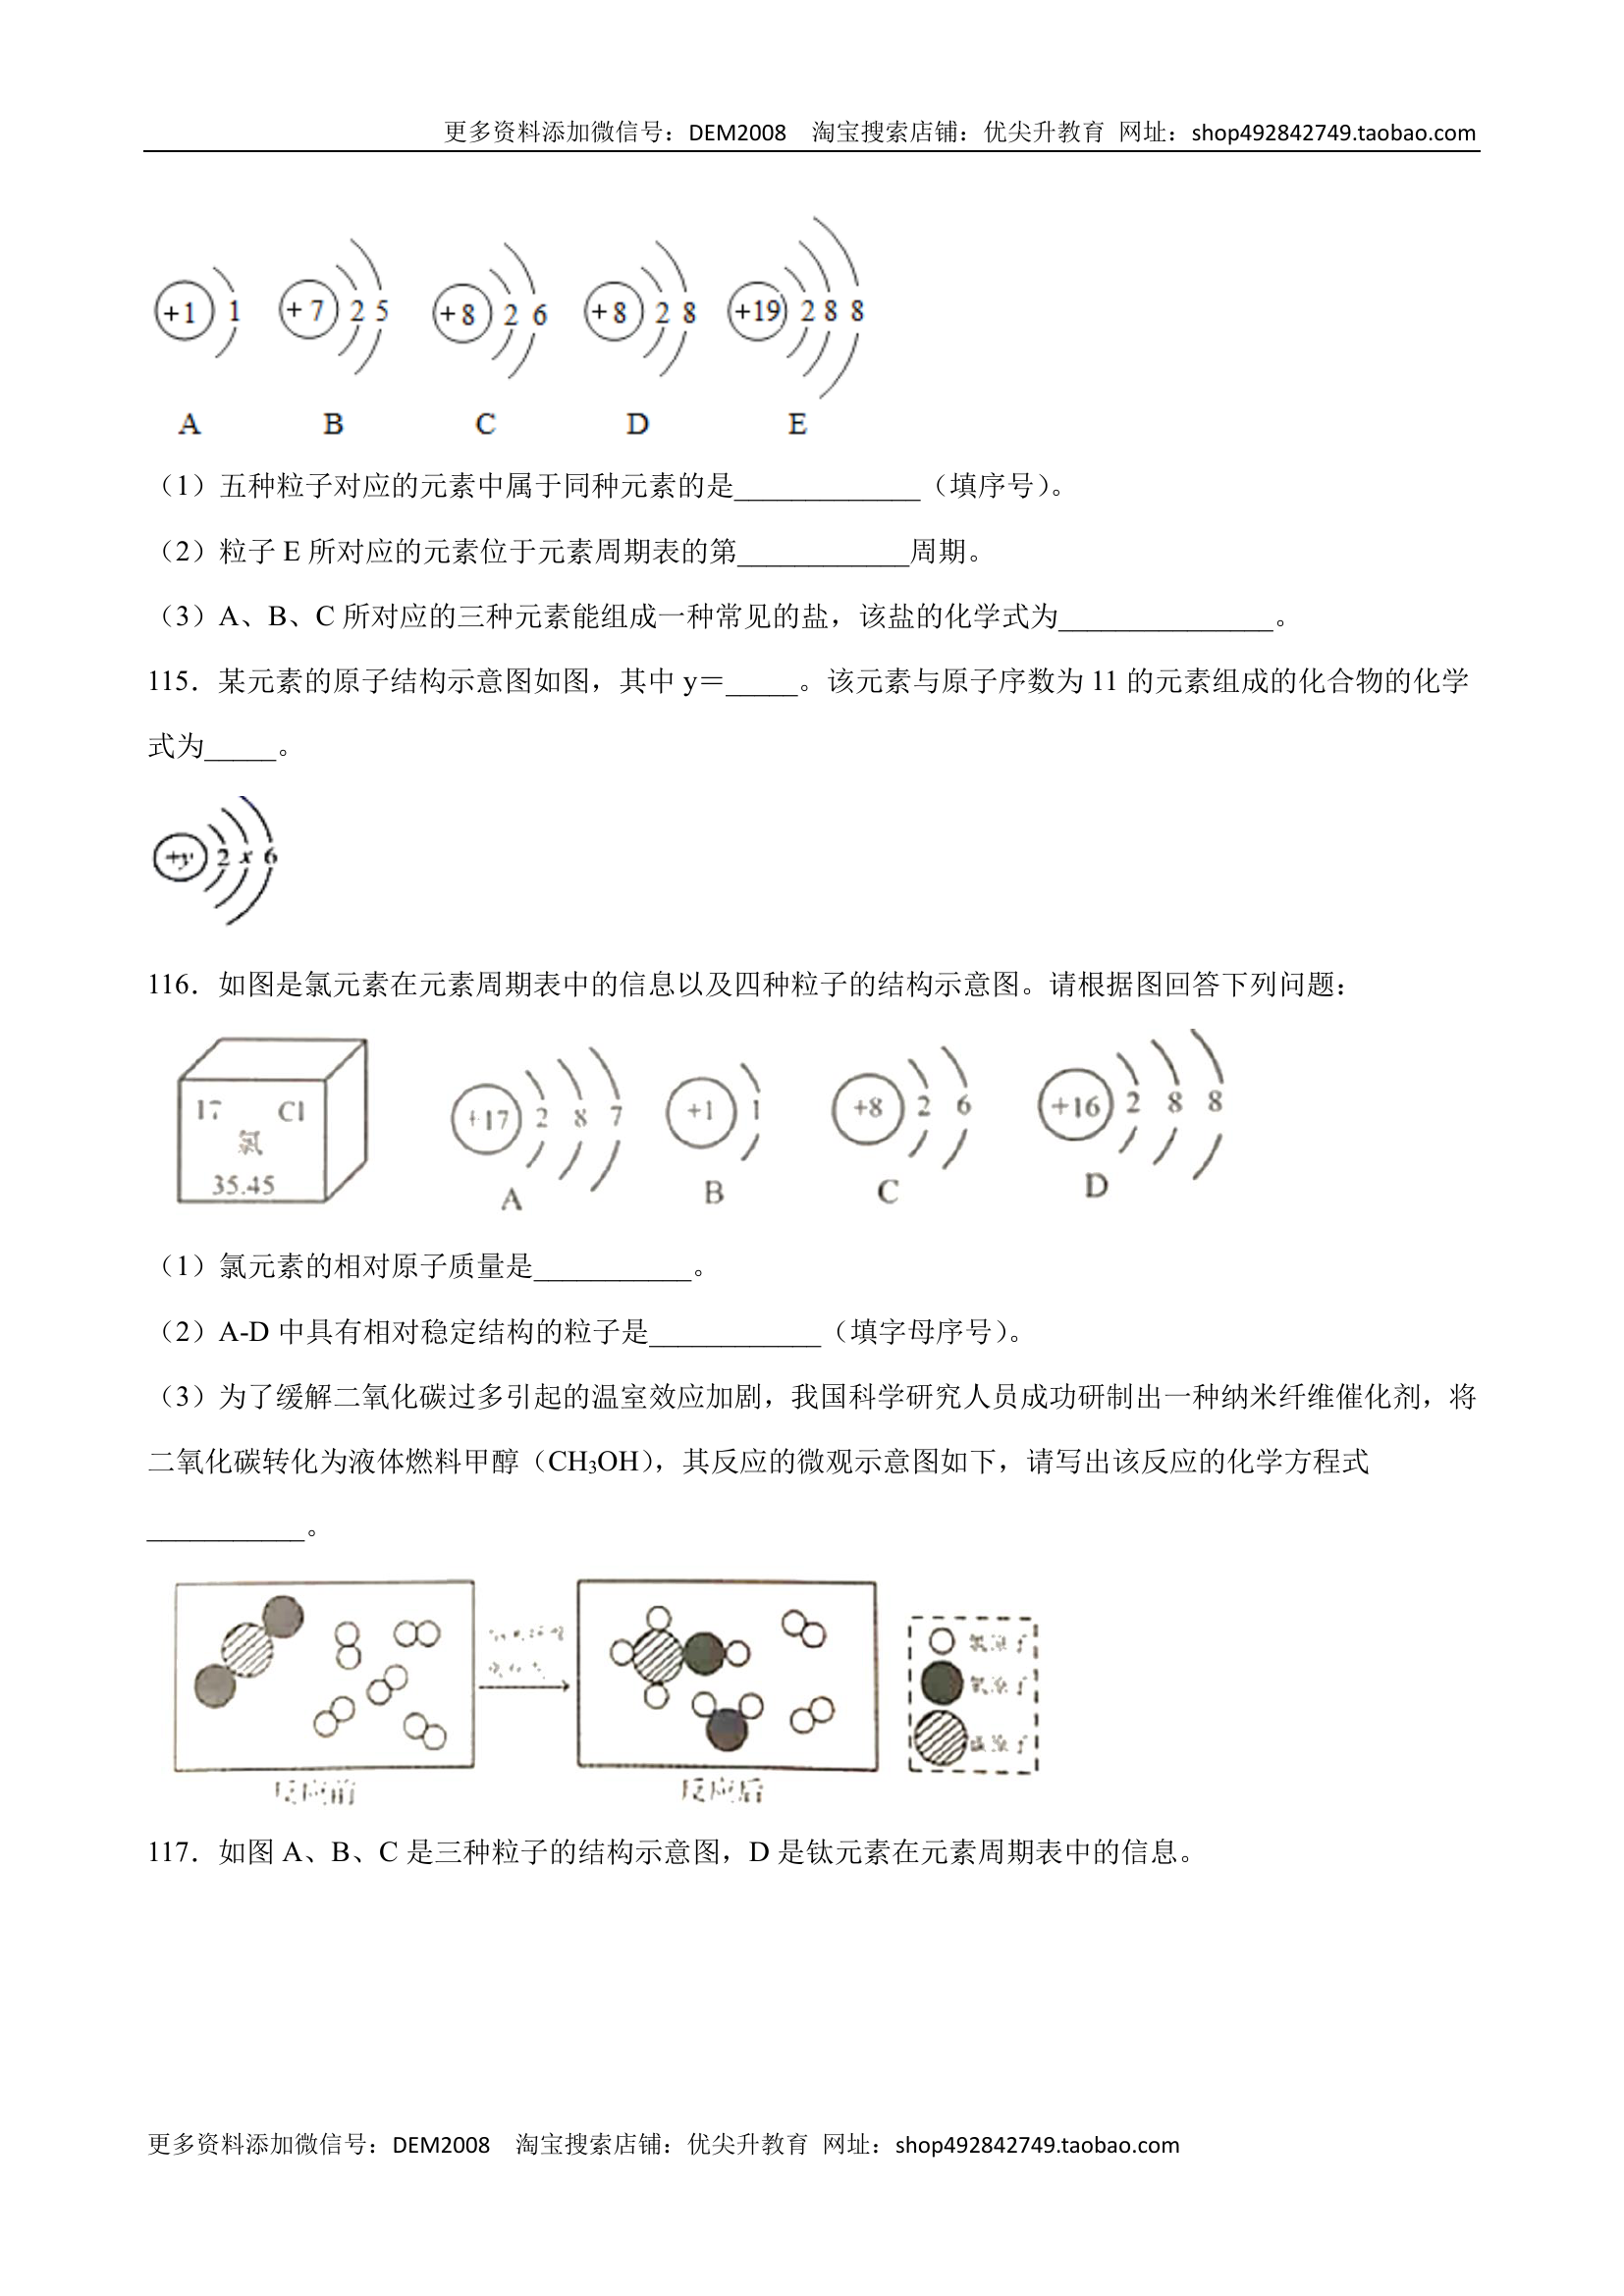 更多资料添加微信号：DEM2008 淘宝搜索店铺：优尖升教育 网址：shop492842749.taobao.com
+1 1 +7 2 5 +8 2 6 +8 2 8 +19 2 8 8
A B C D E
（1）五种粒子对应的元素中属于同种元素的是_____________（填序号）。
（2）粒子 E 所对应的元素位于元素周期表的第____________周期。
（3）A、B、C 所对应的三种元素能组成一种常见的盐，该盐的化学式为_______________。
115．某元素的原子结构示意图如图，其中 y＝_____。该元素与原子序数为 11 的元素组成的化合物的化学
式为_____。
+y 2 x 6
116．如图是氯元素在元素周期表中的信息以及四种粒子的结构示意图。请根据图回答下列问题：
17 Cl
氯
35.45
+17 2 8 7 +1 1 +8 2 6 +16 2 8 8
A B C D
（1）氯元素的相对原子质量是___________。
（2）A-D 中具有相对稳定结构的粒子是____________（填字母序号）。
（3）为了缓解二氧化碳过多引起的温室效应加剧，我国科学研究人员成功研制出一种纳米纤维催化剂，将
二氧化碳转化为液体燃料甲醇（CH₃OH），其反应的微观示意图如下，请写出该反应的化学方程式
___________。
反应前 反应后
117．如图 A、B、C 是三种粒子的结构示意图，D 是钛元素在元素周期表中的信息。
更多资料添加微信号：DEM2008 淘宝搜索店铺：优尖升教育 网址：shop492842749.taobao.com